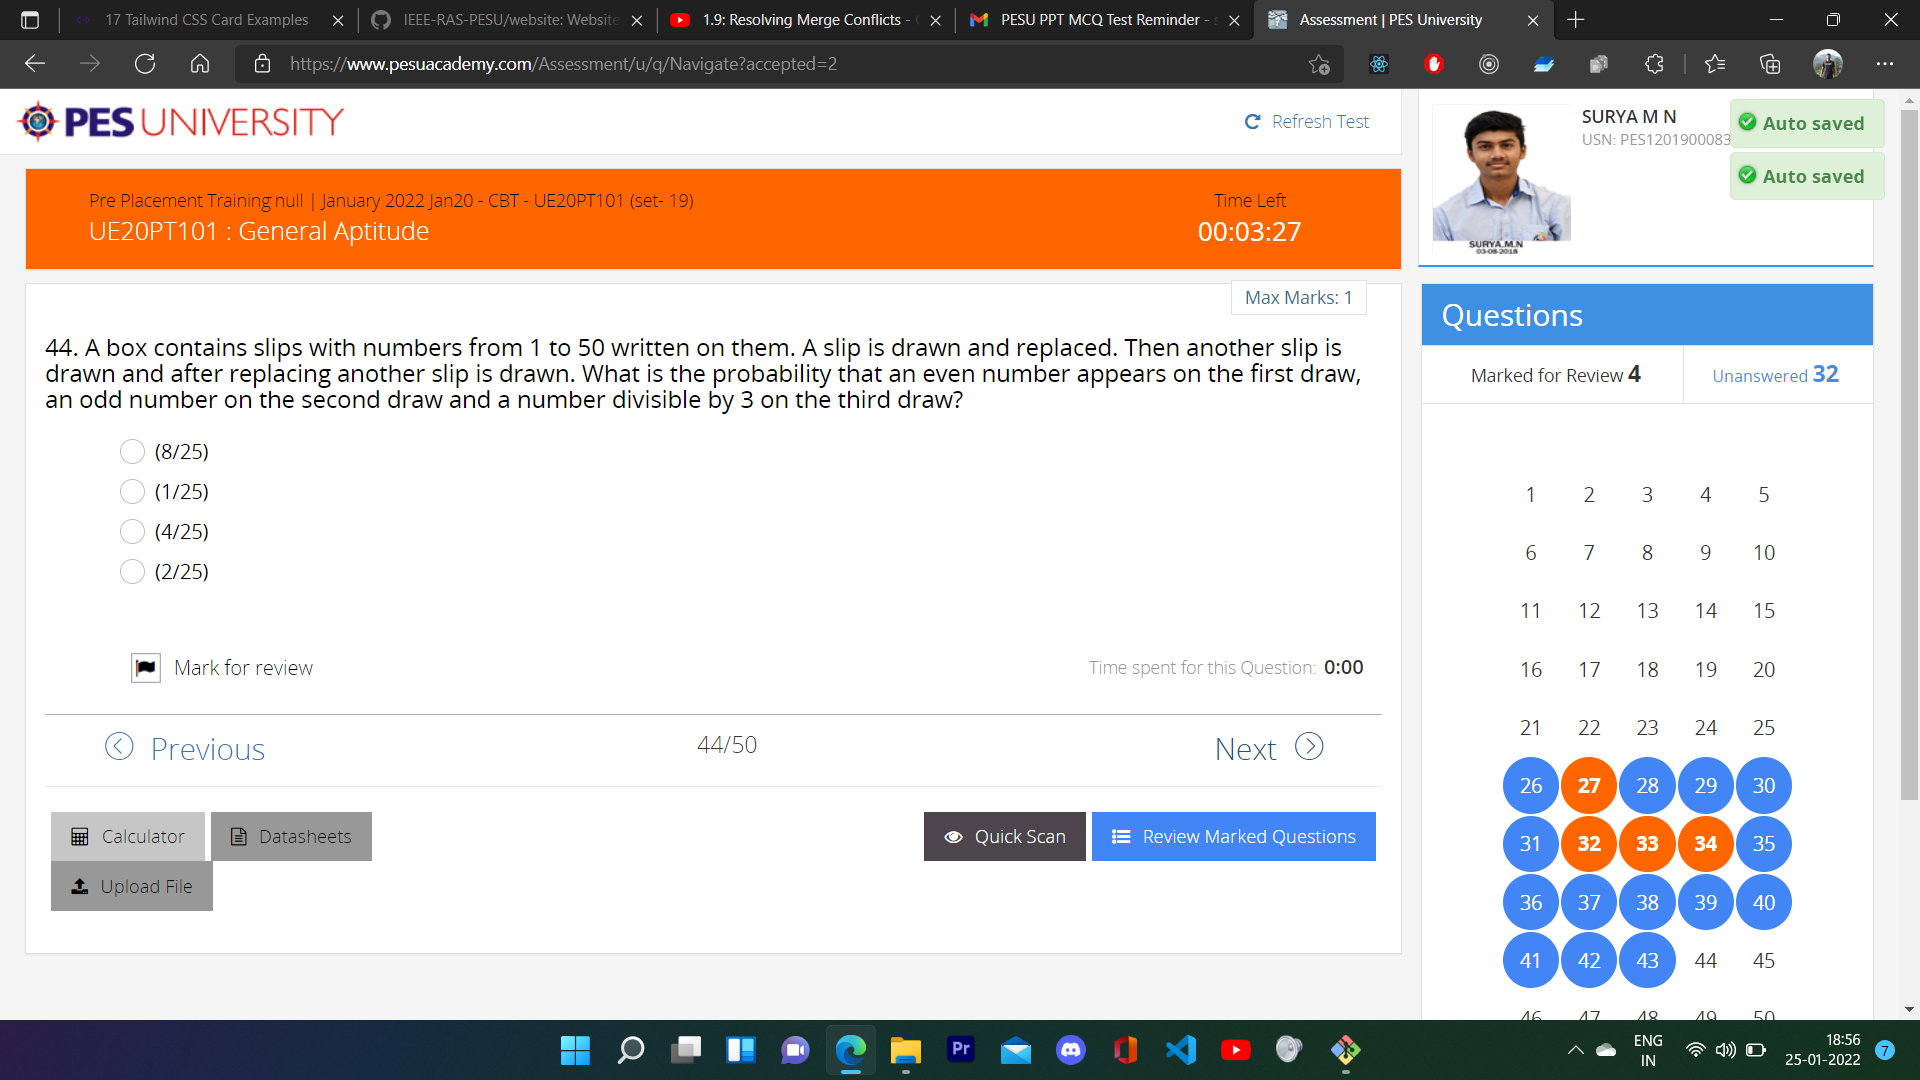 17 Tailwind CSS Card Examples
IEEE-RAS-PESU/website: Website
1.9: Resolving Merge Conflicts -
PESU PPT MCQ Test Reminder -
Assessment | PES University
https://www.pesuacademy.com/Assessment/u/q/Navigate?accepted=2
PES UNIVERSITY
Refresh Test
SURYA M N
USN: PES1201900083
Auto saved
Auto saved
SURYA.M.N
03-08-2018
Pre Placement Training null | January 2022 Jan20 - CBT - UE20PT101 (set- 19)
UE20PT101 : General Aptitude
Time Left
00:03:27
Max Marks: 1
44. A box contains slips with numbers from 1 to 50 written on them. A slip is drawn and replaced. Then another slip is
drawn and after replacing another slip is drawn. What is the probability that an even number appears on the first draw,
an odd number on the second draw and a number divisible by 3 on the third draw?
(8/25)
(1/25)
(4/25)
(2/25)
Mark for review
Time spent for this Question: 0:00
Previous
44/50
Next
Calculator
Datasheets
Upload File
Quick Scan
Review Marked Questions
Questions
Marked for Review 4
Unanswered 32
1 2 3 4 5
6 7 8 9 10
11 12 13 14 15
16 17 18 19 20
21 22 23 24 25
26 27 28 29 30
31 32 33 34 35
36 37 38 39 40
41 42 43 44 45
46 47 48 49 50
Pr
ENG
IN
18:56
25-01-2022
7